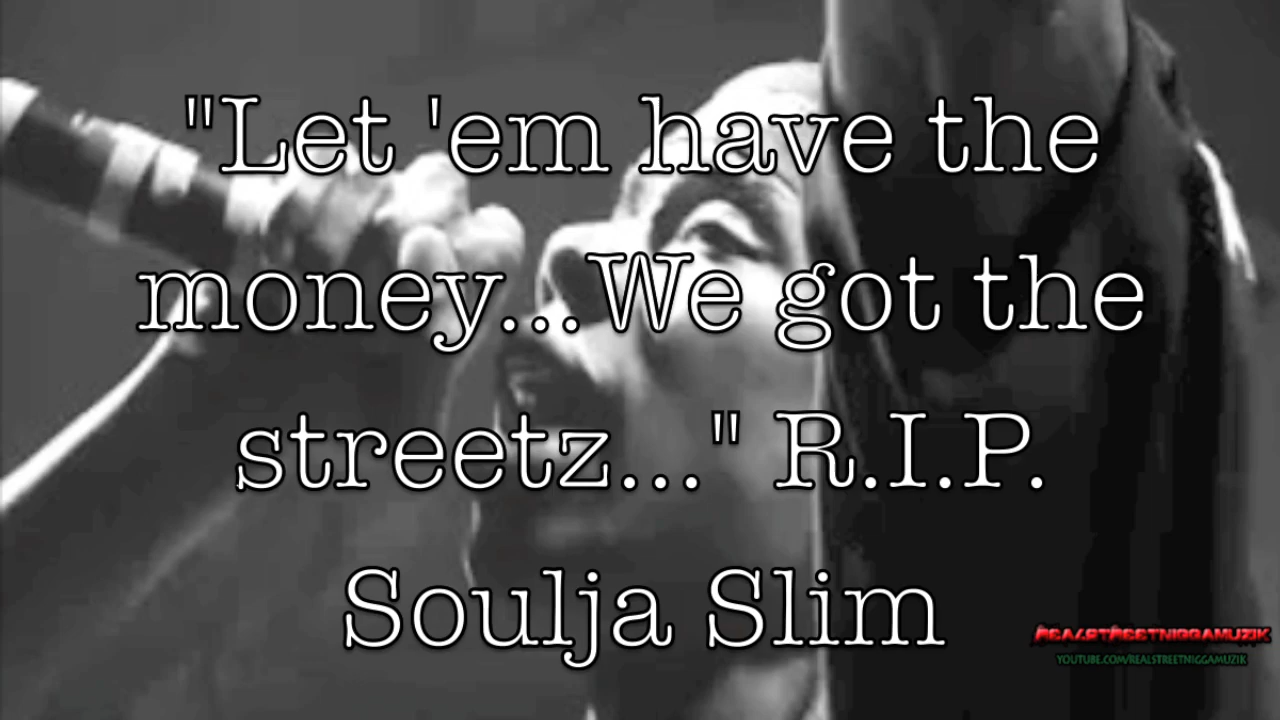 "Let 'em have the
money...We got the
streetz..." R.I.P.
Soulja Slim
REALSTREETNIGGAMUZIK
YOUTUBE.COM/REALSTREETNIGGAMUZIK